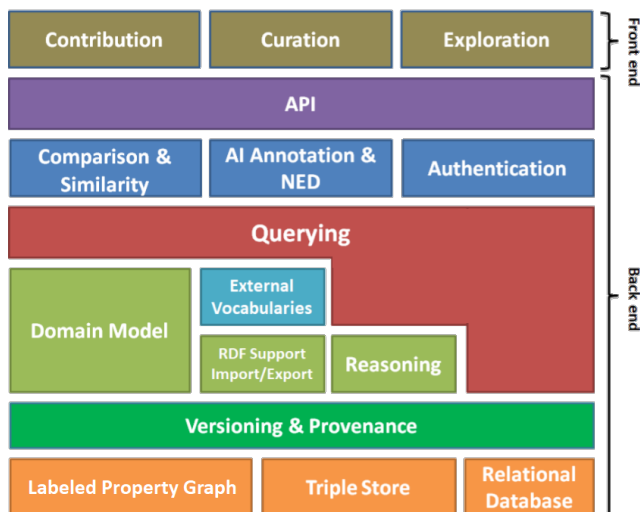 Contribution
Curation
Exploration
Front end
API
Comparison &
Similarity
AI Annotation &
NED
Authentication
Querying
Back end
Domain Model
External
Vocabularies
RDF Support
Import/Export
Reasoning
Versioning & Provenance
Labeled Property Graph
Triple Store
Relational
Database